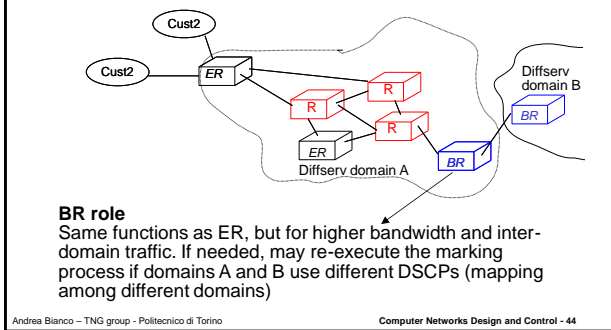 Cust2
Cust2
ER
R
R
R
ER
Diffserv domain A
BR
Diffserv
domain B
BR
BR role
Same functions as ER, but for higher bandwidth and inter-
domain traffic. If needed, may re-execute the marking
process if domains A and B use different DSCPs (mapping
among different domains)
Andrea Bianco – TNG group - Politecnico di Torino
Computer Networks Design and Control - 44